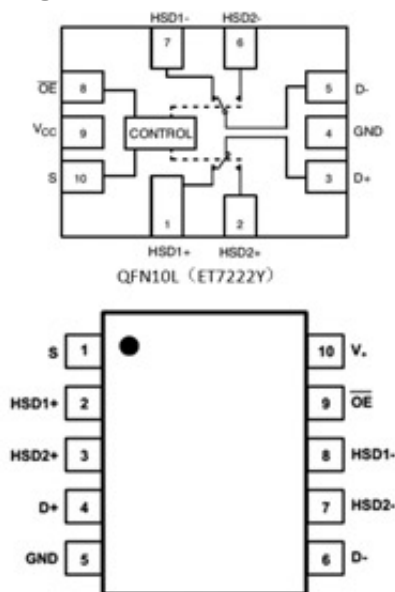 HSD1- HSD2-
7 6
OE 8 5 D-
VCC 9 CONTROL 4 GND
S 10 3 D+
1 2
HSD1+ HSD2+
QFN10L（ET7222Y）
S 1 10 V+
HSD1+ 2 9 OE
HSD2+ 3 8 HSD1-
D+ 4 7 HSD2-
GND 5 6 D-